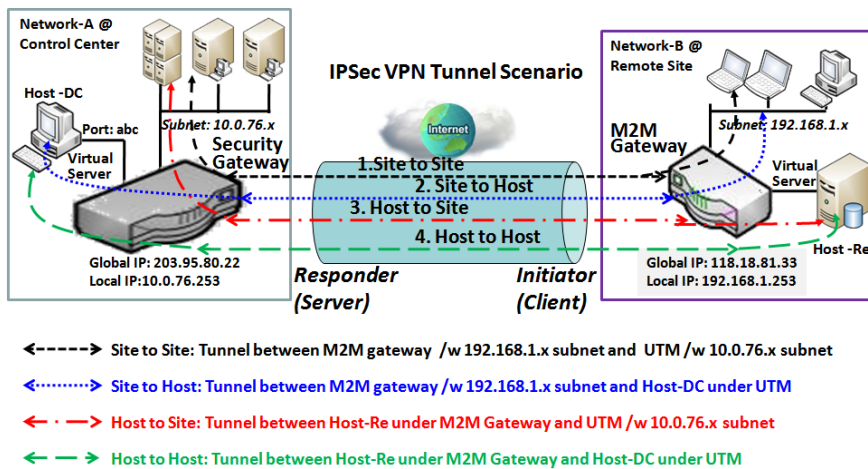 Network-A @
Control Center
Host -DC
Port: abc
Virtual
Server
Subnet: 10.0.76.x
Security
Gateway
Global IP: 203.95.80.22
Local IP:10.0.76.253
IPSec VPN Tunnel Scenario
Internet
1.Site to Site
2. Site to Host
3. Host to Site
4. Host to Host
Responder
(Server)
Initiator
(Client)
Network-B @
Remote Site
Subnet: 192.168.1.x
M2M
Gateway
Virtual
Server
Host -Re
Global IP: 118.18.81.33
Local IP: 192.168.1.253
Site to Site: Tunnel between M2M gateway /w 192.168.1.x subnet and UTM /w 10.0.76.x subnet
Site to Host: Tunnel between M2M gateway /w 192.168.1.x subnet and Host-DC under UTM
Host to Site: Tunnel between Host-Re under M2M Gateway and UTM /w 10.0.76.x subnet
Host to Host: Tunnel between Host-Re under M2M Gateway and Host-DC under UTM